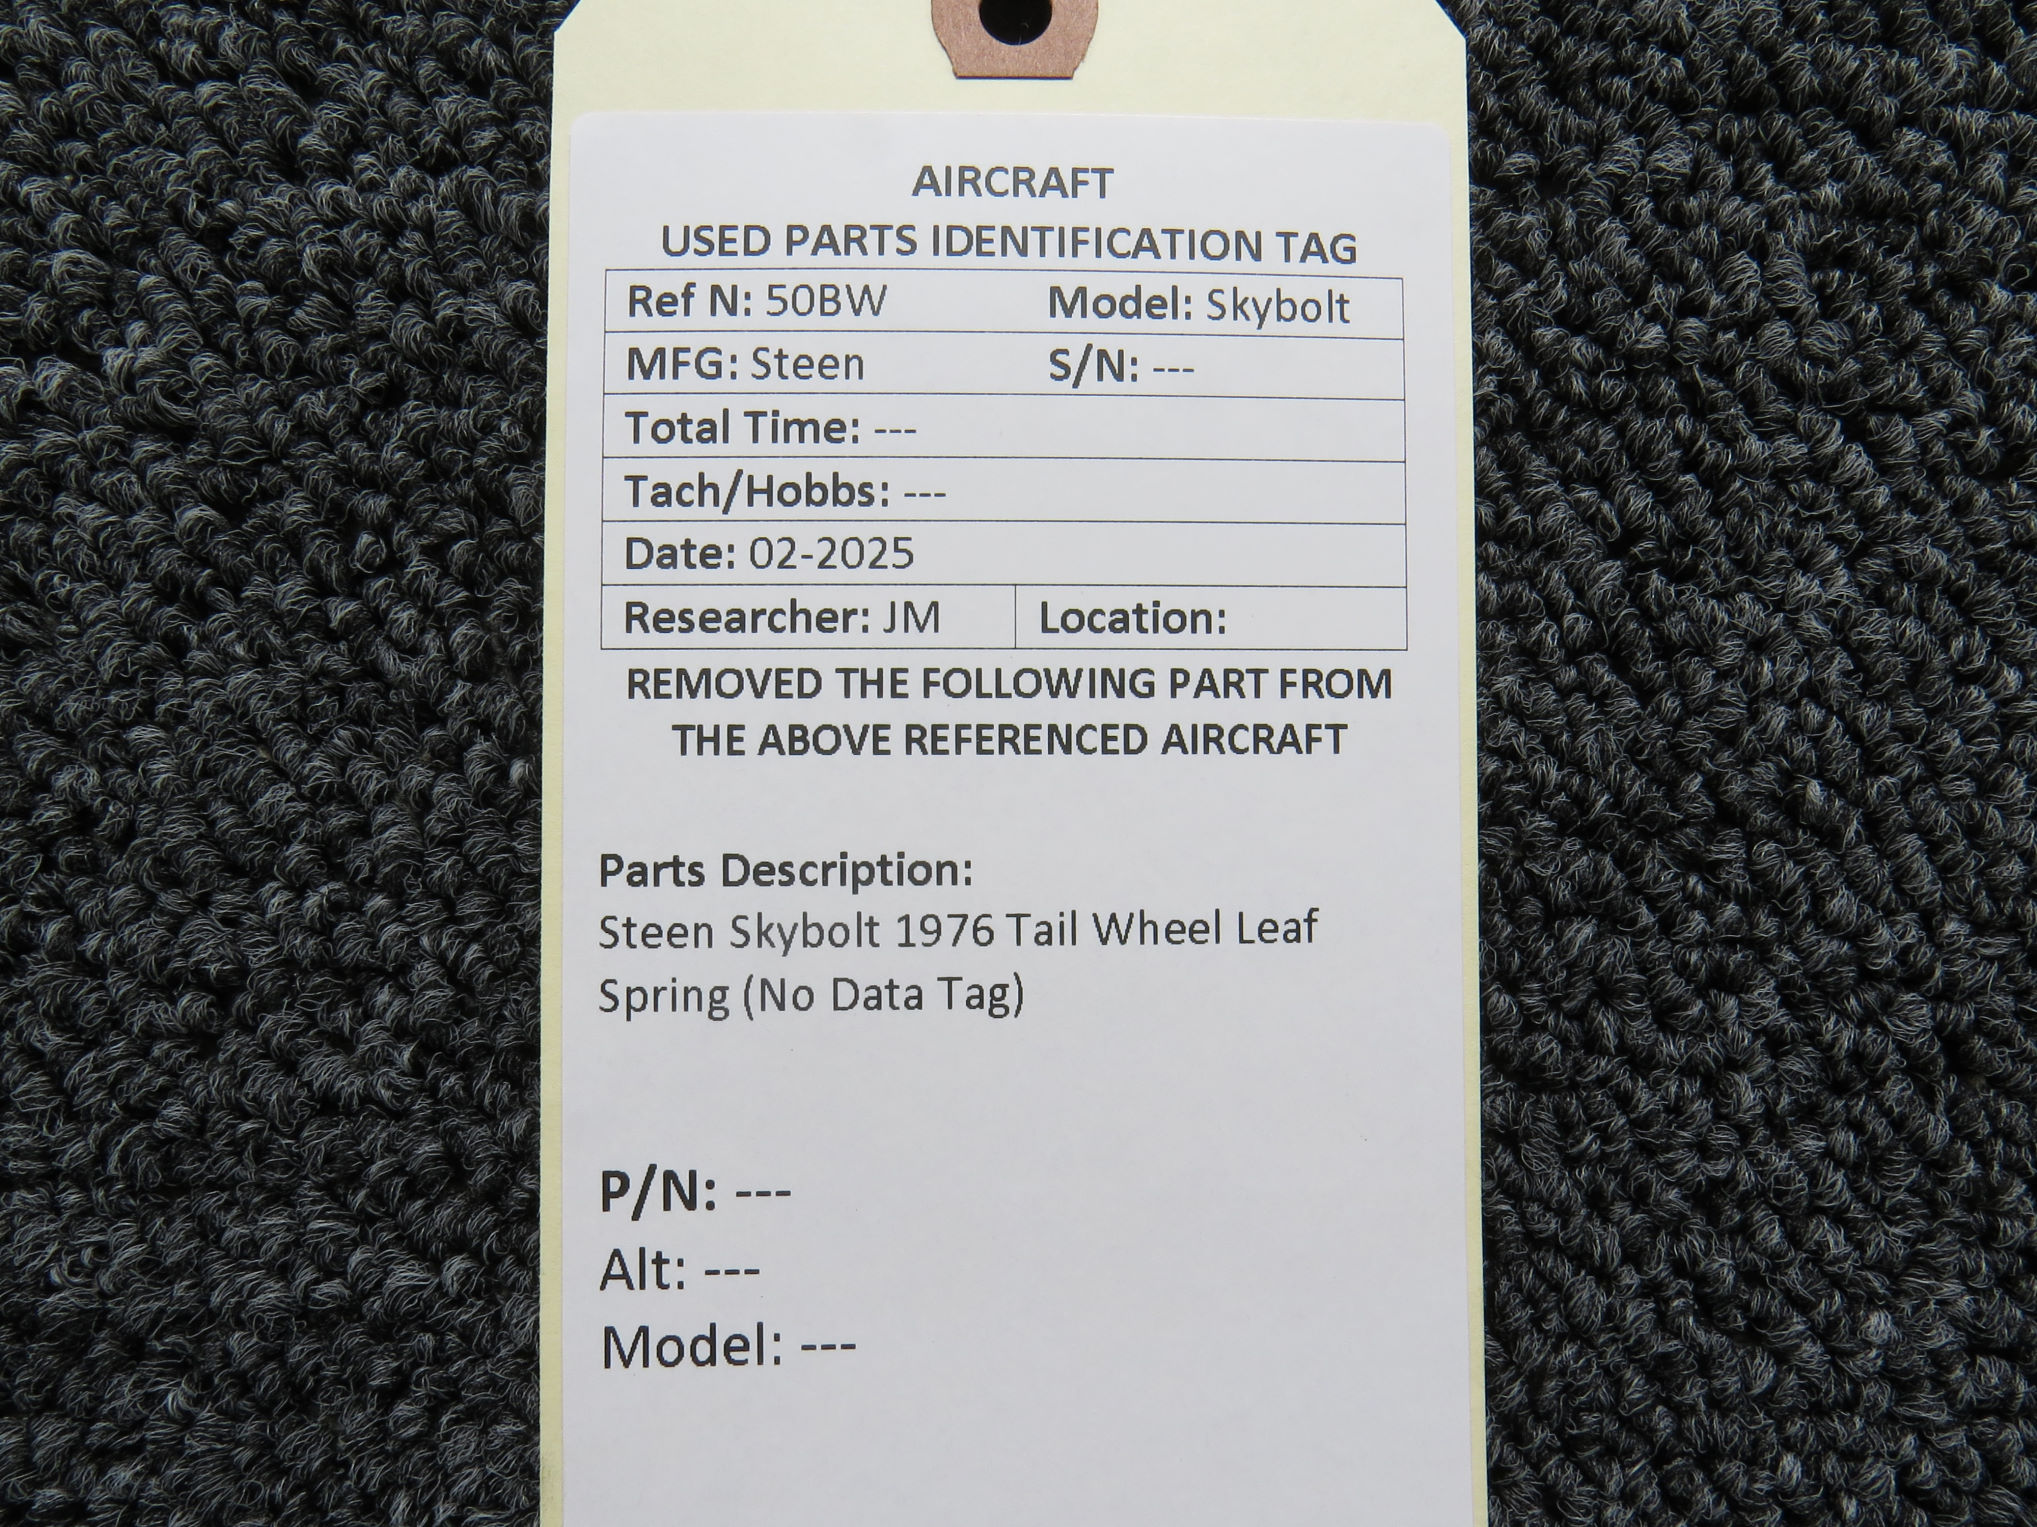 AIRCRAFT
USED PARTS IDENTIFICATION TAG
Ref N: 50BW Model: Skybolt
MFG: Steen S/N: ---
Total Time: ---
Tach/Hobbs: ---
Date: 02-2025
Researcher: JM Location:
REMOVED THE FOLLOWING PART FROM
THE ABOVE REFERENCED AIRCRAFT
Parts Description:
Steen Skybolt 1976 Tail Wheel Leaf
Spring (No Data Tag)
P/N: ---
Alt: ---
Model: ---